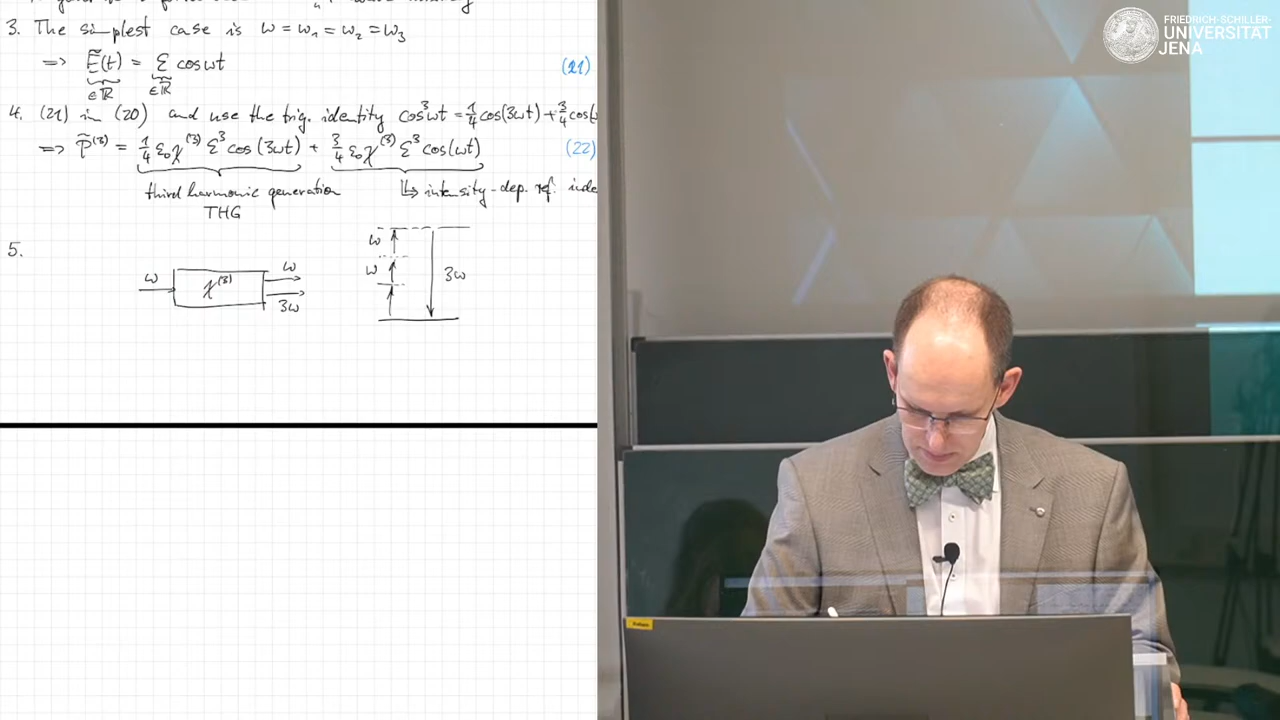 3. The simplest case is ω = ω₁ = ω₂ = ω₃
⇒ Ẽ(t) = ℰ cos ωt (21)
∈ℝ ∈ℝ
4. (21) in (20) and use the trig. identity cos³ωt = 1/4 cos(3ωt) + 3/4 cos(ω
⇒ P̃⁽³⁾ = 1/4 ε₀χ⁽³⁾ ℰ³ cos(3ωt) + 3/4 ε₀χ⁽³⁾ ℰ³ cos(ωt) (22)
third harmonic generation ↳ intensity-dep. ref. inde
THG
5.
ω χ⁽³⁾ ω 3ω
ω ω 3ω
FRIEDRICH-SCHILLER-
UNIVERSITÄT
JENA